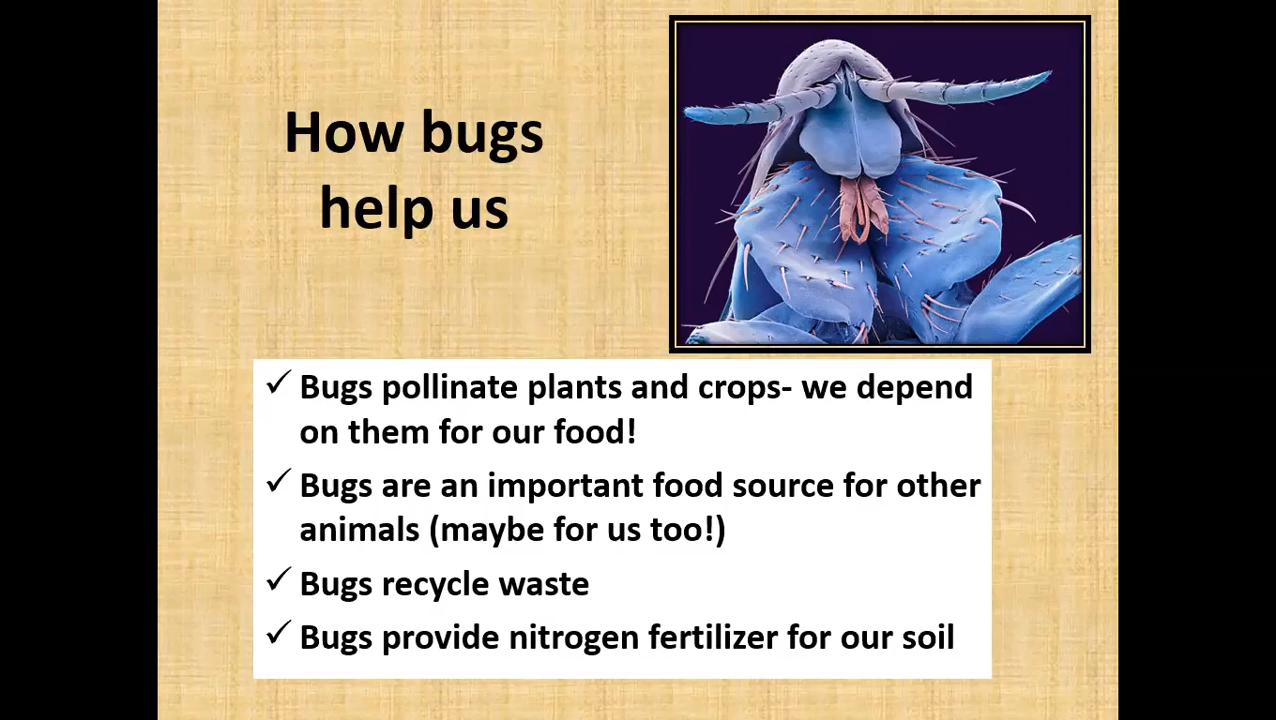 How bugs
help us
✓ Bugs pollinate plants and crops- we depend
on them for our food!
✓ Bugs are an important food source for other
animals (maybe for us too!)
✓ Bugs recycle waste
✓ Bugs provide nitrogen fertilizer for our soil